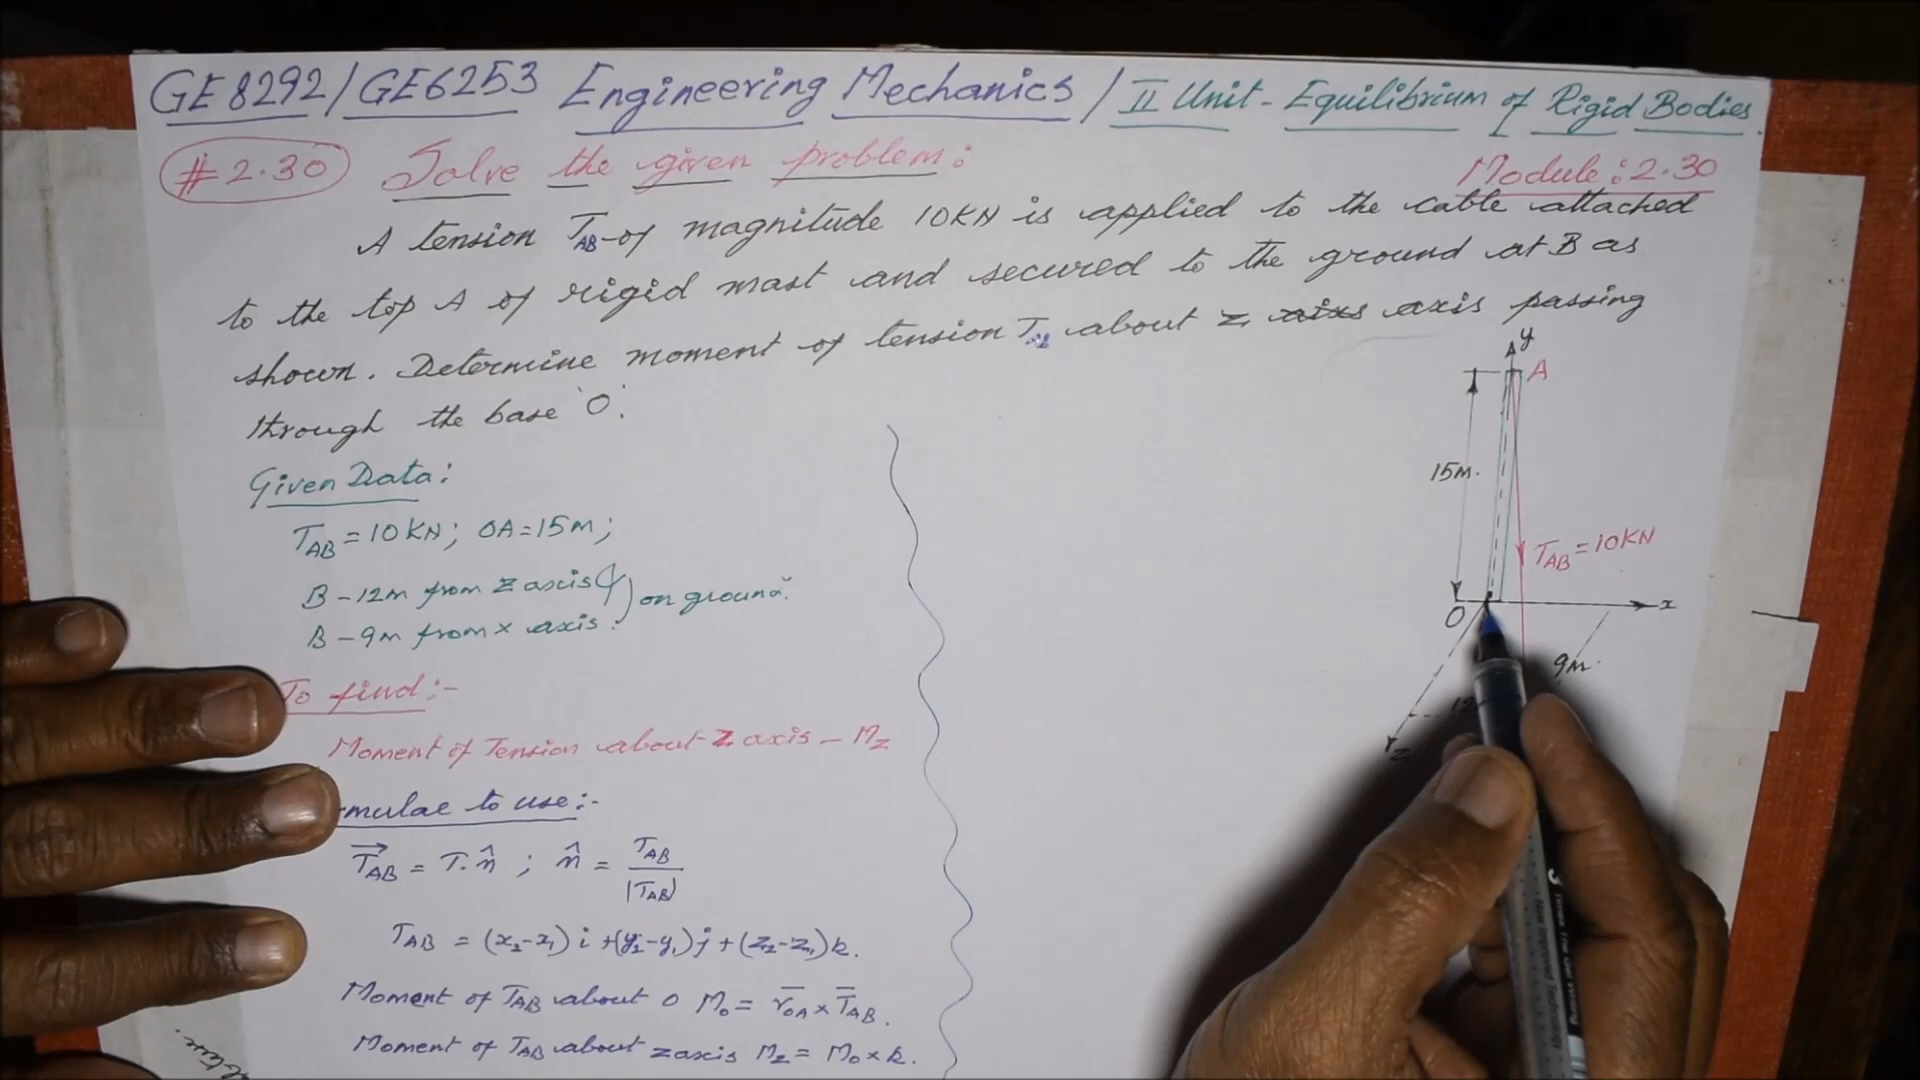 GE8292/GE6253 Engineering Mechanics / II Unit - Equilibrium of Rigid Bodies
#2.30 Solve the given problem: Module: 2.30
A tension TAB of magnitude 10KN is applied to the cable attached
to the top A of rigid mast and secured to the ground at B as
shown. Determine moment of tension T about z axis passing
through the base 'O'.
Given Data:
TAB = 10KN; OA = 15m;
B - 12m from z axis
B - 9m from x axis. } on ground.
To find:-
Moment of Tension about z axis - Mz
mulae to use:-
TAB = T.n̂ ; n̂ = TAB / |TAB|
TAB = (x2-x1)i + (y2-y1)j + (z2-z1)k.
Moment of TAB about O Mo = r̄OA × T̄AB.
Moment of TAB about z axis Mz = Mo × k.
y
A
15m.
TAB = 10KN
O
x
9m.
12
z